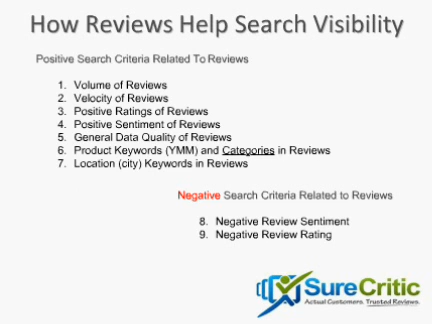 How Reviews Help Search Visibility
Positive Search Criteria Related To Reviews
1. Volume of Reviews
2. Velocity of Reviews
3. Positive Ratings of Reviews
4. Positive Sentiment of Reviews
5. General Data Quality of Reviews
6. Product Keywords (YMM) and Categories in Reviews
7. Location (city) Keywords in Reviews
Negative Search Criteria Related to Reviews
8. Negative Review Sentiment
9. Negative Review Rating
SureCritic
Actual Customers. Trusted Reviews.